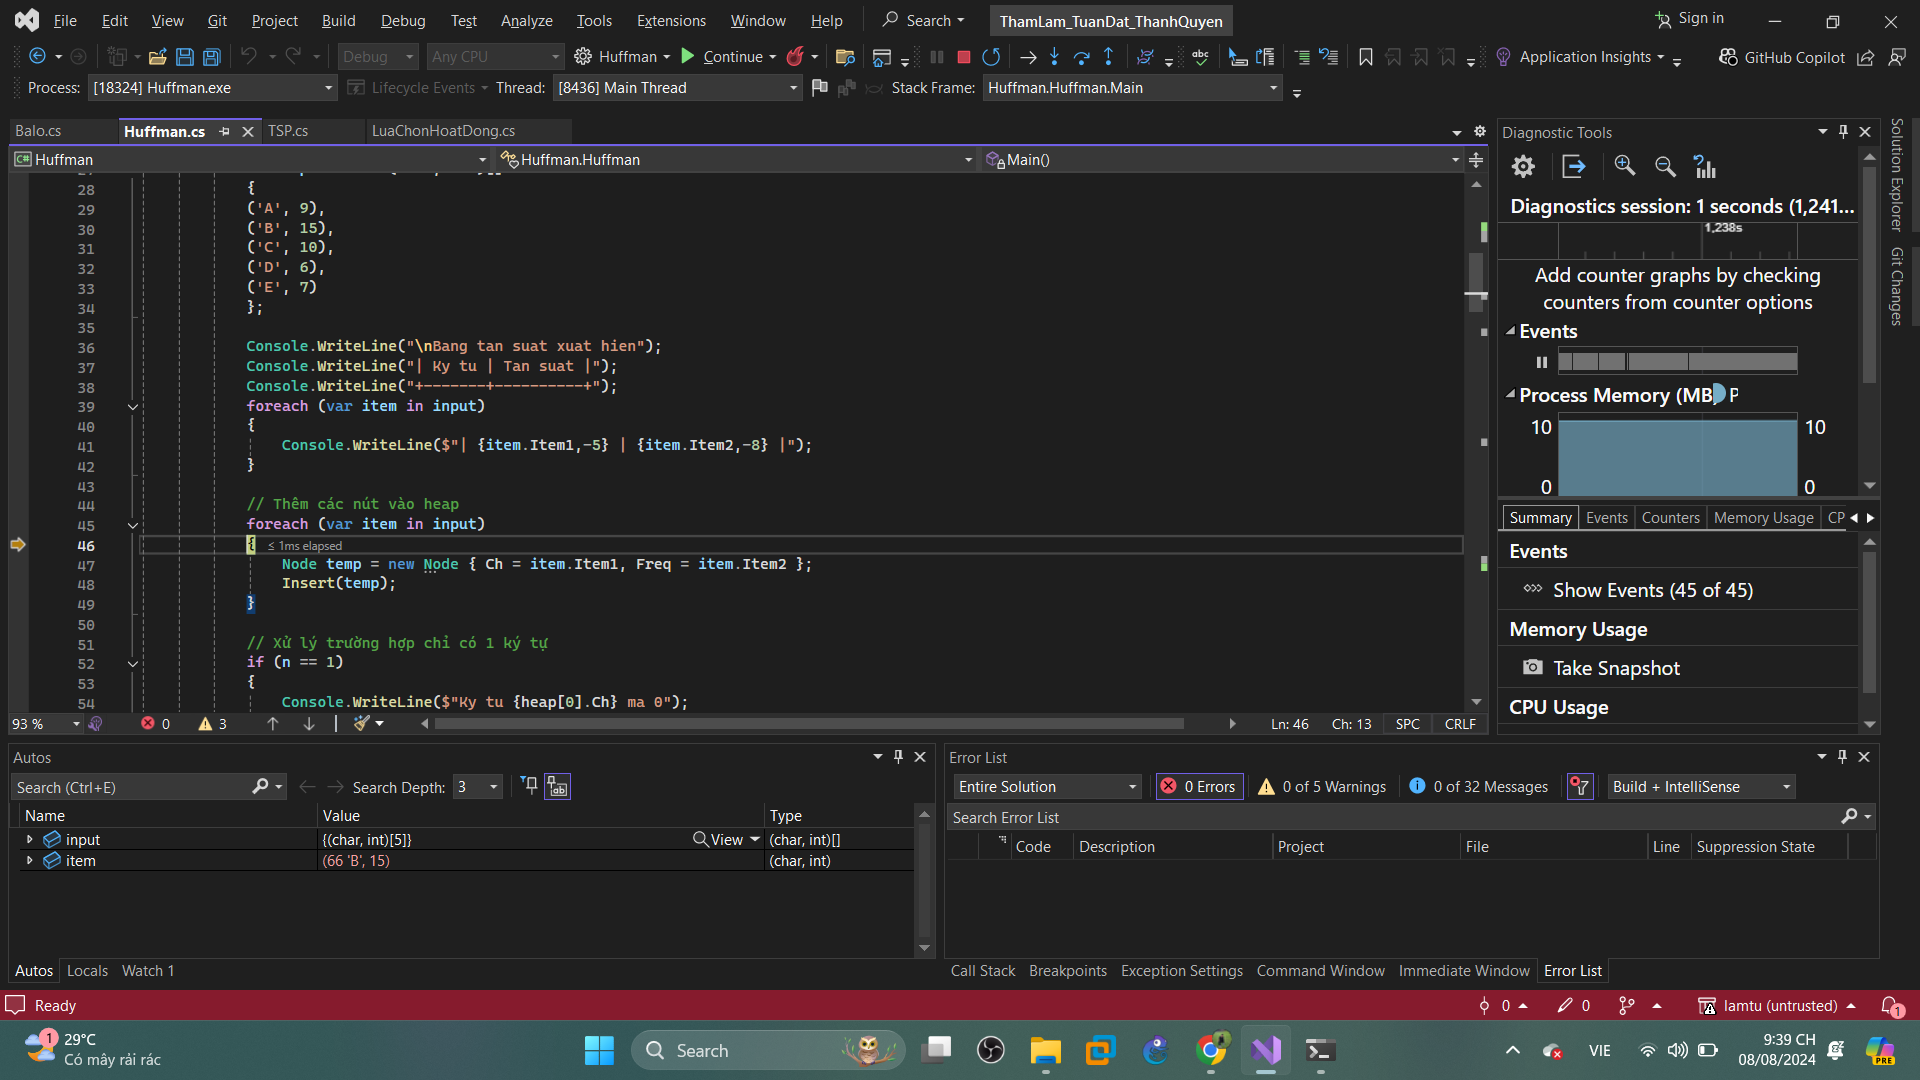 File Edit View Git Project Build Debug Test Analyze Tools Extensions Window Help Search ThamLam_TuanDat_ThanhQuyen Sign in
Debug Any CPU Huffman Continue Application Insights GitHub Copilot
Process: [18324] Huffman.exe Lifecycle Events Thread: [8436] Main Thread Stack Frame: Huffman.Huffman.Main
Balo.cs Huffman.cs TSP.cs LuaChonHoatDong.cs
Huffman Huffman.Huffman Main()
28 {
29 ('A', 9),
30 ('B', 15),
31 ('C', 10),
32 ('D', 6),
33 ('E', 7)
34 };
35
36 Console.WriteLine("\nBang tan suat xuat hien");
37 Console.WriteLine("| Ky tu | Tan suat |");
38 Console.WriteLine("+-------+----------+");
39 foreach (var item in input)
40 {
41 Console.WriteLine($"| {item.Item1,-5} | {item.Item2,-8} |");
42 }
43
44 // Thêm các nút vào heap
45 foreach (var item in input)
46 { ≤ 1ms elapsed
47 Node temp = new Node { Ch = item.Item1, Freq = item.Item2 };
48 Insert(temp);
49 }
50
51 // Xử lý trường hợp chỉ có 1 ký tự
52 if (n == 1)
53 {
54 Console.WriteLine($"Ky tu {heap[0].Ch} ma 0");
93 % 0 3 Ln: 46 Ch: 13 SPC CRLF
Diagnostic Tools
Diagnostics session: 1 seconds (1,241...
1,238s
Add counter graphs by checking
counters from counter options
Events
Process Memory (MB) P
10 10
0 0
Summary Events Counters Memory Usage CP
Events
Show Events (45 of 45)
Memory Usage
Take Snapshot
CPU Usage
Solution Explorer
Git Changes
Autos
Search (Ctrl+E) Search Depth: 3
Name Value Type
input {(char, int)[5]} View (char, int)[]
item (66 'B', 15) (char, int)
Autos Locals Watch 1
Error List
Entire Solution 0 Errors 0 of 5 Warnings 0 of 32 Messages Build + IntelliSense
Search Error List
Code Description Project File Line Suppression State
Call Stack Breakpoints Exception Settings Command Window Immediate Window Error List
Ready 0 0 lamtu (untrusted) 1
1 29°C
Có mây rải rác
Search
VIE
9:39 CH
08/08/2024
PRE